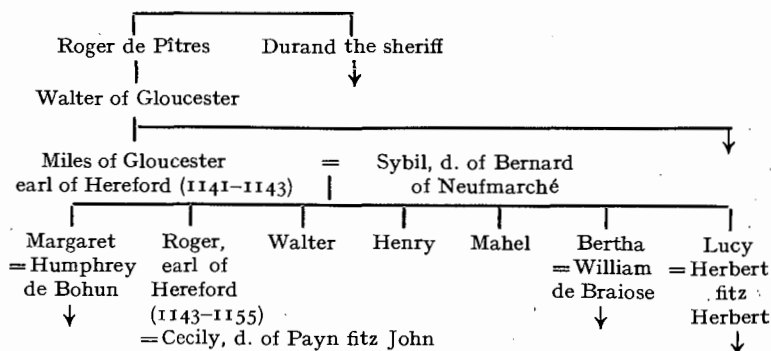 Roger de Pîtres Durand the sheriff
Walter of Gloucester
Miles of Gloucester = Sybil, d. of Bernard
earl of Hereford (1141–1143) of Neufmarché
Margaret Roger, Walter Henry Mahel Bertha Lucy
=Humphrey earl of =William =Herbert
de Bohun Hereford de Braiose fitz
(1143–1155) Herbert
=Cecily, d. of Payn fitz John